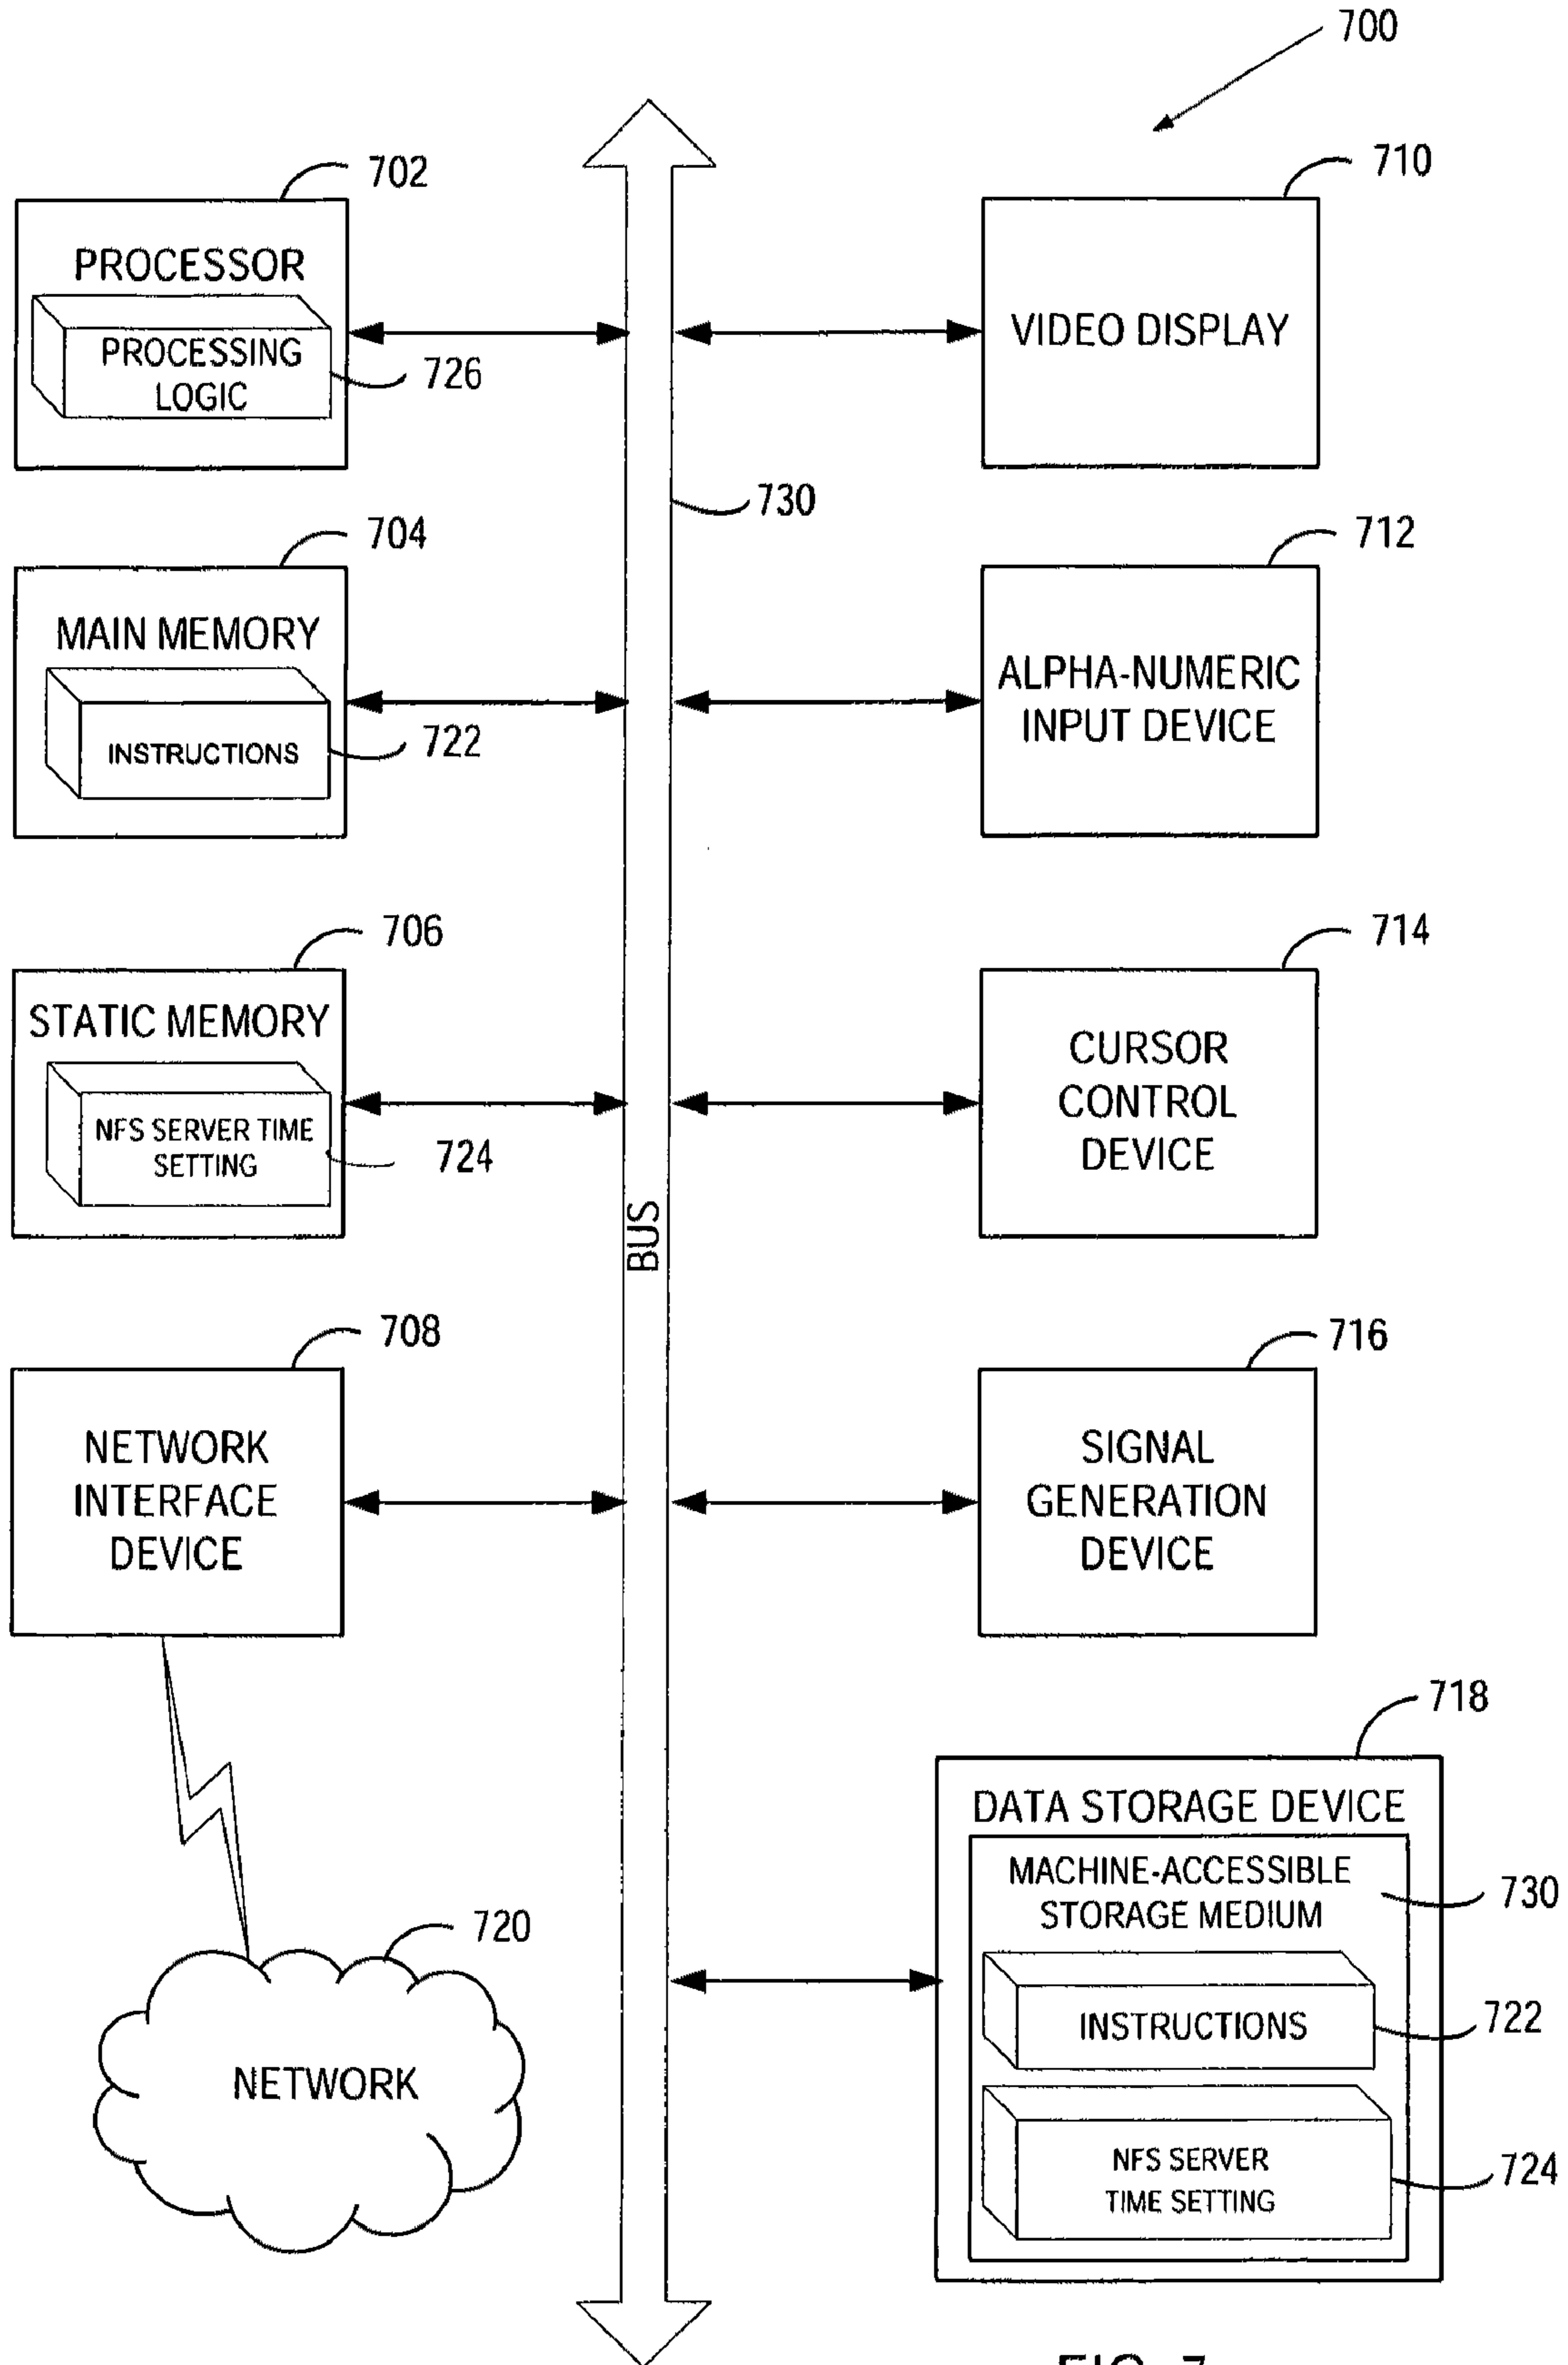 700
702
PROCESSOR
PROCESSING
LOGIC
726
710
VIDEO DISPLAY
730
704
MAIN MEMORY
INSTRUCTIONS
722
712
ALPHA-NUMERIC
INPUT DEVICE
706
STATIC MEMORY
NFS SERVER TIME
SETTING
724
BUS
714
CURSOR
CONTROL
DEVICE
708
NETWORK
INTERFACE
DEVICE
716
SIGNAL
GENERATION
DEVICE
720
NETWORK
718
DATA STORAGE DEVICE
MACHINE-ACCESSIBLE
STORAGE MEDIUM
730
INSTRUCTIONS
722
NFS SERVER
TIME SETTING
724
FIG. 7